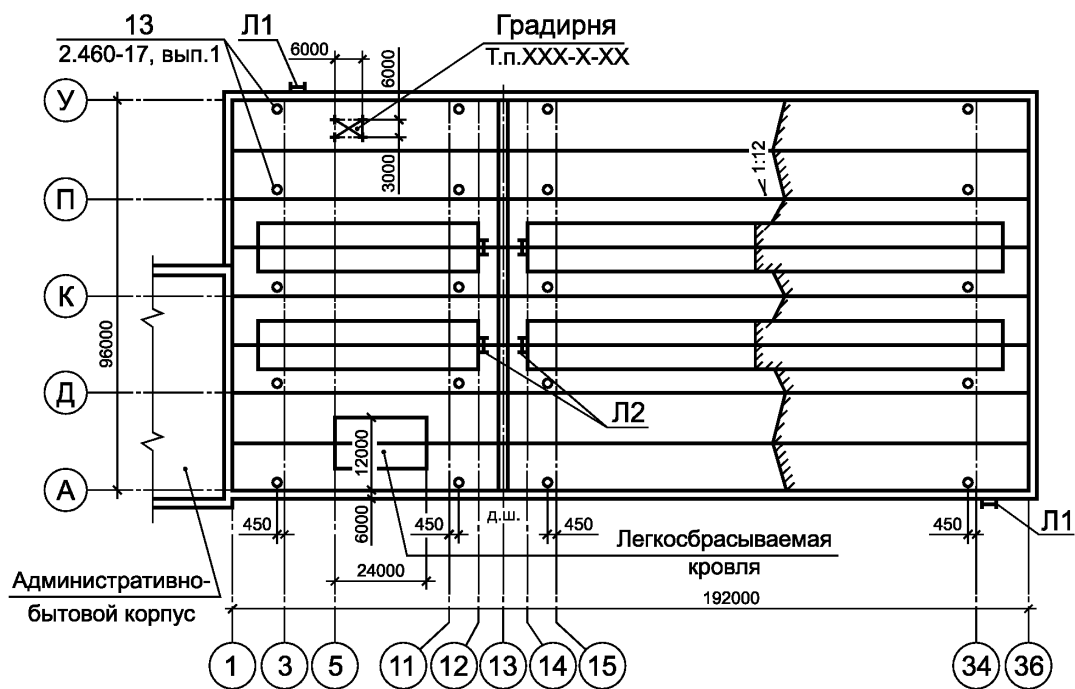 13
2.460-17, вып.1
Л1
6000
Градирня
Т.п.ХХХ-Х-ХХ
6000
3000
У
П
К
Д
А
96000
1:12
Л2
12000
6000
450
450
д.ш.
450
450
Л1
24000
Легкосбрасываемая
кровля
192000
Административно-
бытовой корпус
1
3
5
11
12
13
14
15
34
36